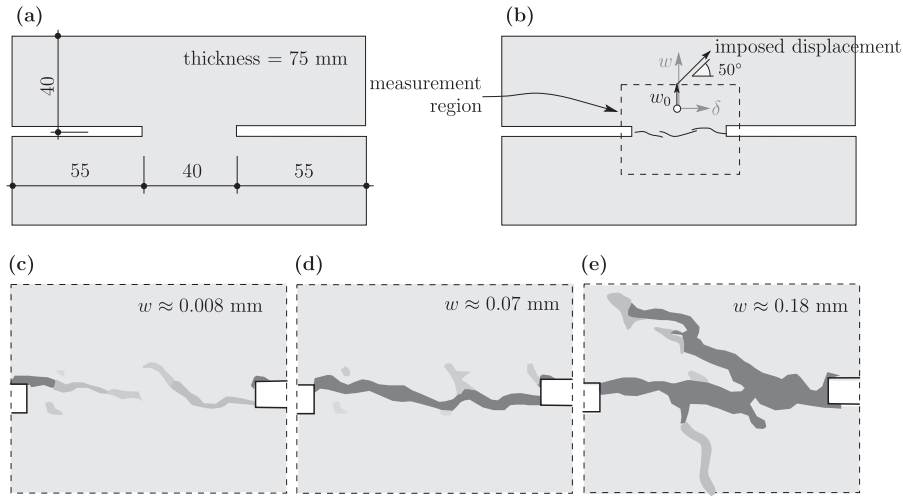 (a)
thickness = 75 mm
40
55
40
55
(b)
imposed displacement
w
50°
measurement
region
w₀
δ
(c)
w ≈ 0.008 mm
(d)
w ≈ 0.07 mm
(e)
w ≈ 0.18 mm